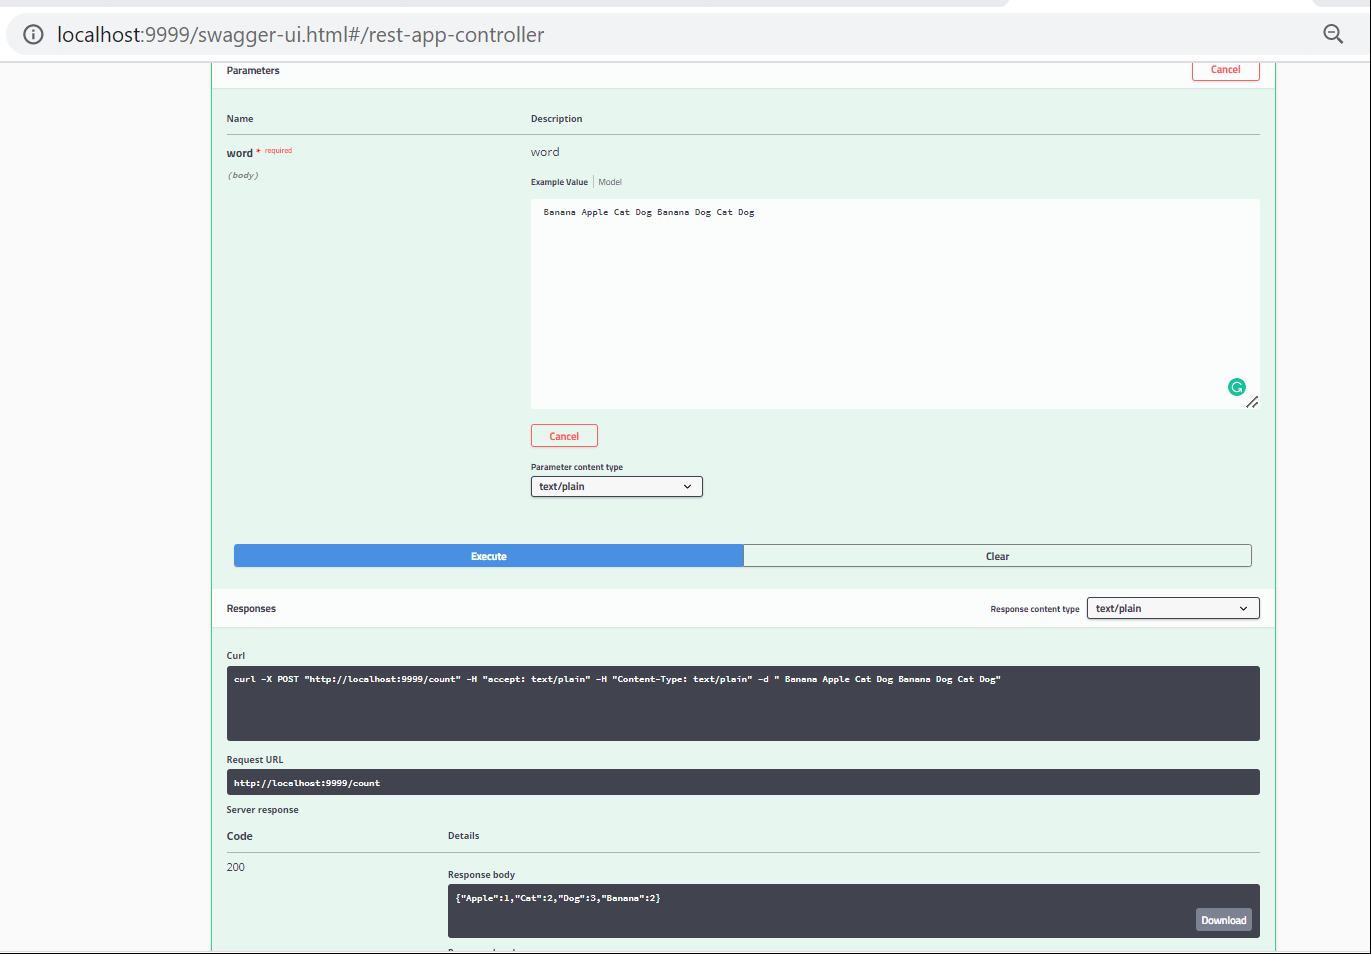 localhost:9999/swagger-ui.html#/rest-app-controller
Parameters
Cancel
Name Description
word * required word
(body)
Example Value Model
Banana Apple Cat Dog Banana Dog Cat Dog
Cancel
Parameter content type
text/plain
Execute Clear
Responses Response content type text/plain
Curl
curl -X POST "http://localhost:9999/count" -H "accept: text/plain" -H "Content-Type: text/plain" -d " Banana Apple Cat Dog Banana Dog Cat Dog"
Request URL
http://localhost:9999/count
Server response
Code Details
200
Response body
{"Apple":1,"Cat":2,"Dog":3,"Banana":2}
Download